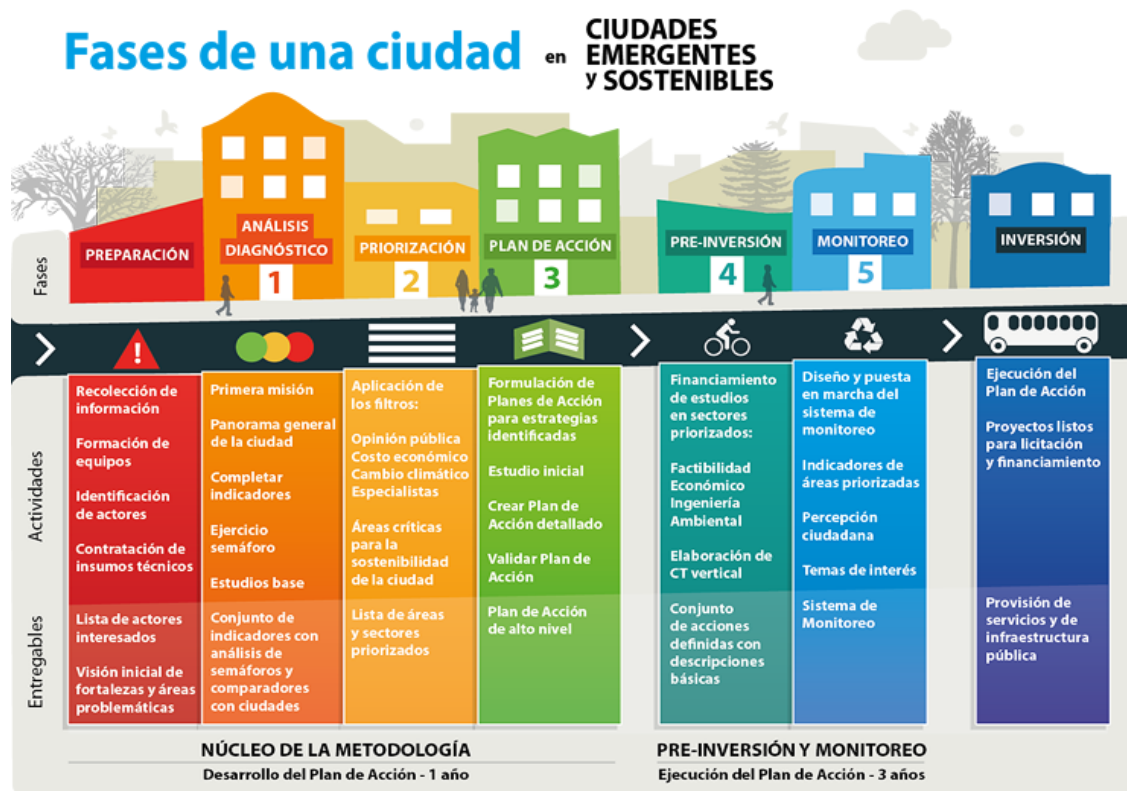 Fases de una ciudad en CIUDADES
EMERGENTES
y SOSTENIBLES
Fases
PREPARACIÓN
ANÁLISIS
DIAGNÓSTICO
1
PRIORIZACIÓN
2
PLAN DE ACCIÓN
3
PRE-INVERSIÓN
4
MONITOREO
5
INVERSIÓN
!
Actividades
Recolección de
información
Formación de
equipos
Identificación
de actores
Contratación de
insumos técnicos
Primera misión
Panorama general
de la ciudad
Completar
indicadores
Ejercicio
semáforo
Estudios base
Aplicación de
los filtros:
Opinión pública
Costo económico
Cambio climático
Especialistas
Áreas críticas
para la
sostenibilidad
de la ciudad
Formulación de
Planes de Acción
para estrategias
identificadas
Estudio inicial
Crear Plan de
Acción detallado
Validar Plan de
Acción
Financiamiento
de estudios
en sectores
priorizados:
Factibilidad
Económico
Ingeniería
Ambiental
Elaboración de
CT vertical
Diseño y puesta
en marcha del
sistema de
monitoreo
Indicadores de
áreas priorizadas
Percepción
ciudadana
Temas de interés
Ejecución del
Plan de Acción
Proyectos listos
para licitación
y financiamiento
Entregables
Lista de actores
interesados
Visión inicial de
fortalezas y áreas
problemáticas
Conjunto de
indicadores con
análisis de
semáforos y
comparadores
con ciudades
Lista de áreas
y sectores
priorizados
Plan de Acción
de alto nivel
Conjunto
de acciones
definidas con
descripciones
básicas
Sistema de
Monitoreo
Provisión de
servicios y de
infraestructura
pública
NÚCLEO DE LA METODOLOGÍA
Desarrollo del Plan de Acción - 1 año
PRE-INVERSIÓN Y MONITOREO
Ejecución del Plan de Acción - 3 años